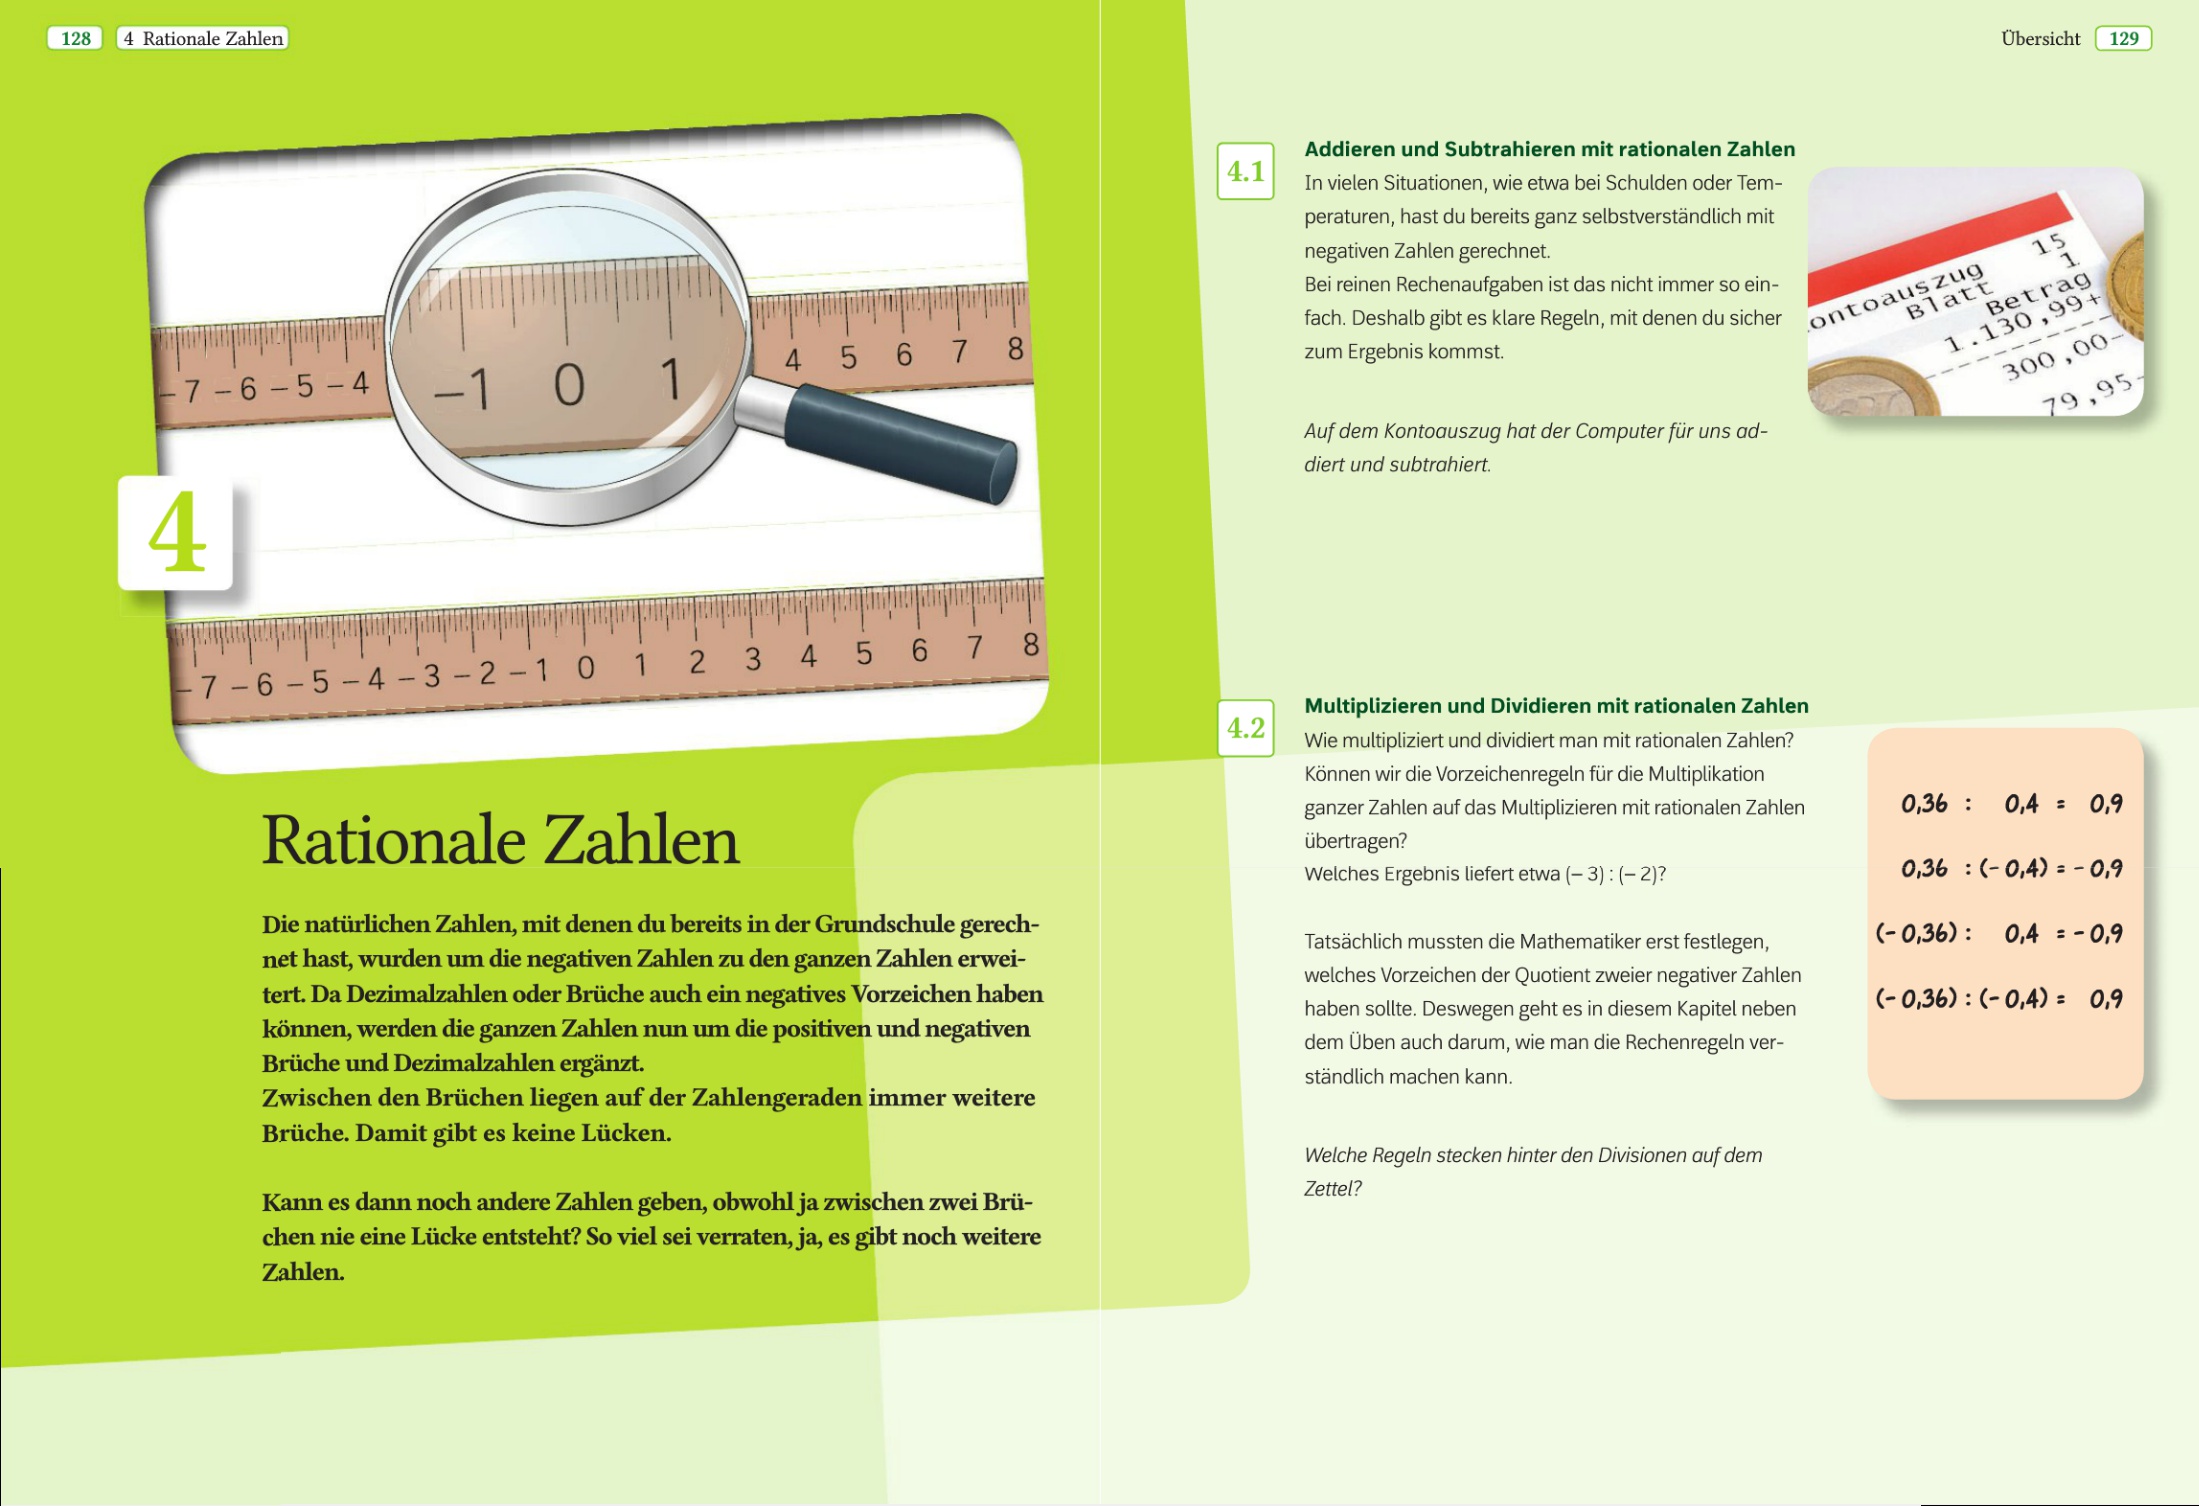 128 4 Rationale Zahlen
– 7 – 6 – 5 – 4 –1 0 1 4 5 6 7 8
4
– 7 – 6 – 5 – 4 – 3 – 2 – 1 0 1 2 3 4 5 6 7 8
Rationale Zahlen
Die natürlichen Zahlen, mit denen du bereits in der Grundschule gerech-
net hast, wurden um die negativen Zahlen zu den ganzen Zahlen erwei-
tert. Da Dezimalzahlen oder Brüche auch ein negatives Vorzeichen haben
können, werden die ganzen Zahlen nun um die positiven und negativen
Brüche und Dezimalzahlen ergänzt.
Zwischen den Brüchen liegen auf der Zahlengeraden immer weitere
Brüche. Damit gibt es keine Lücken.
Kann es dann noch andere Zahlen geben, obwohl ja zwischen zwei Brü-
chen nie eine Lücke entsteht? So viel sei verraten, ja, es gibt noch weitere
Zahlen.
Übersicht 129
4.1
Addieren und Subtrahieren mit rationalen Zahlen
In vielen Situationen, wie etwa bei Schulden oder Tem-
peraturen, hast du bereits ganz selbstverständlich mit
negativen Zahlen gerechnet.
Bei reinen Rechenaufgaben ist das nicht immer so ein-
fach. Deshalb gibt es klare Regeln, mit denen du sicher
zum Ergebnis kommst.
Auf dem Kontoauszug hat der Computer für uns ad-
diert und subtrahiert.
ontoauszug 15
Blatt 1
Betrag
1.130,99+
300,00-
79,95-
4.2
Multiplizieren und Dividieren mit rationalen Zahlen
Wie multipliziert und dividiert man mit rationalen Zahlen?
Können wir die Vorzeichenregeln für die Multiplikation
ganzer Zahlen auf das Multiplizieren mit rationalen Zahlen
übertragen?
Welches Ergebnis liefert etwa (– 3) : (– 2)?
Tatsächlich mussten die Mathematiker erst festlegen,
welches Vorzeichen der Quotient zweier negativer Zahlen
haben sollte. Deswegen geht es in diesem Kapitel neben
dem Üben auch darum, wie man die Rechenregeln ver-
ständlich machen kann.
Welche Regeln stecken hinter den Divisionen auf dem
Zettel?
0,36 : 0,4 = 0,9
0,36 : (- 0,4) = - 0,9
(- 0,36) : 0,4 = - 0,9
(- 0,36) : (- 0,4) = 0,9